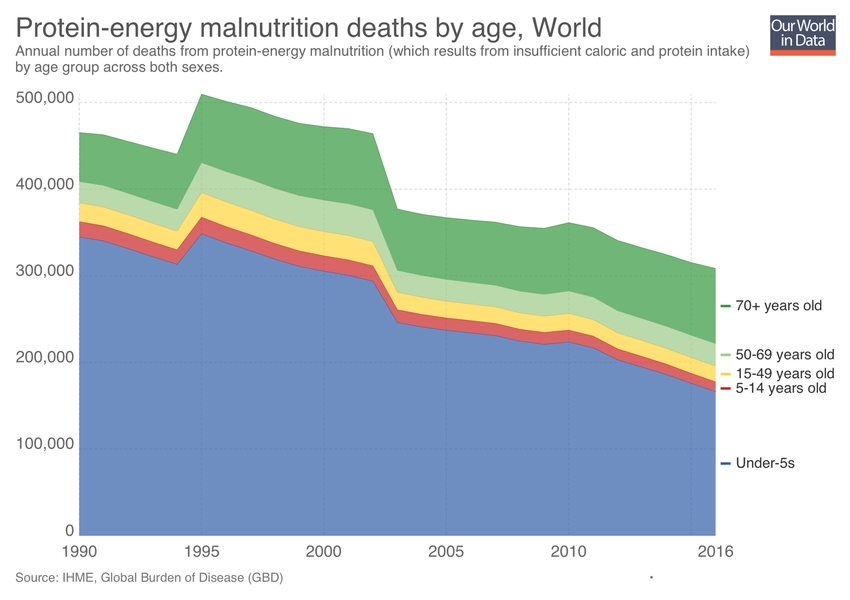 Protein-energy malnutrition deaths by age, World
Our World
in Data
Annual number of deaths from protein-energy malnutrition (which results from insufficient caloric and protein intake)
by age group across both sexes.
500,000
400,000
300,000
200,000
100,000
0
70+ years old
50-69 years old
15-49 years old
5-14 years old
Under-5s
1990 1995 2000 2005 2010 2016
Source: IHME, Global Burden of Disease (GBD)